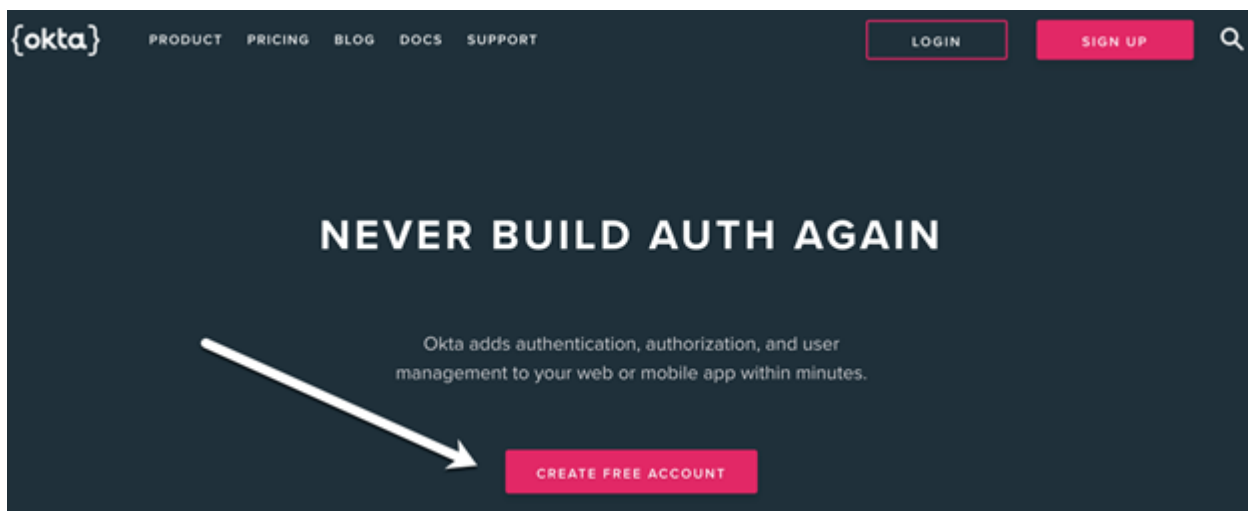 {okta} PRODUCT PRICING BLOG DOCS SUPPORT LOGIN SIGN UP
NEVER BUILD AUTH AGAIN
Okta adds authentication, authorization, and user
management to your web or mobile app within minutes.
CREATE FREE ACCOUNT